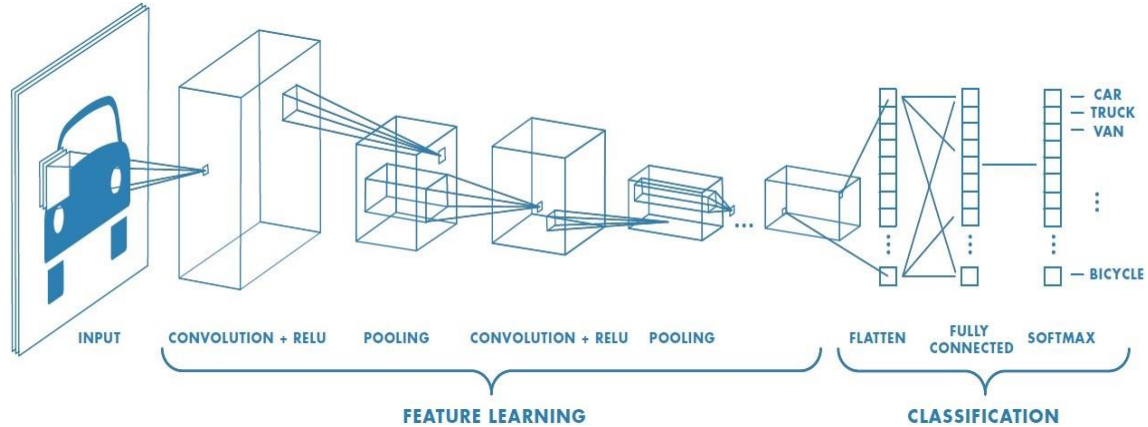 CAR
TRUCK
VAN
BICYCLE
INPUT
CONVOLUTION + RELU
POOLING
CONVOLUTION + RELU
POOLING
FLATTEN
FULLY
CONNECTED
SOFTMAX
FEATURE LEARNING
CLASSIFICATION